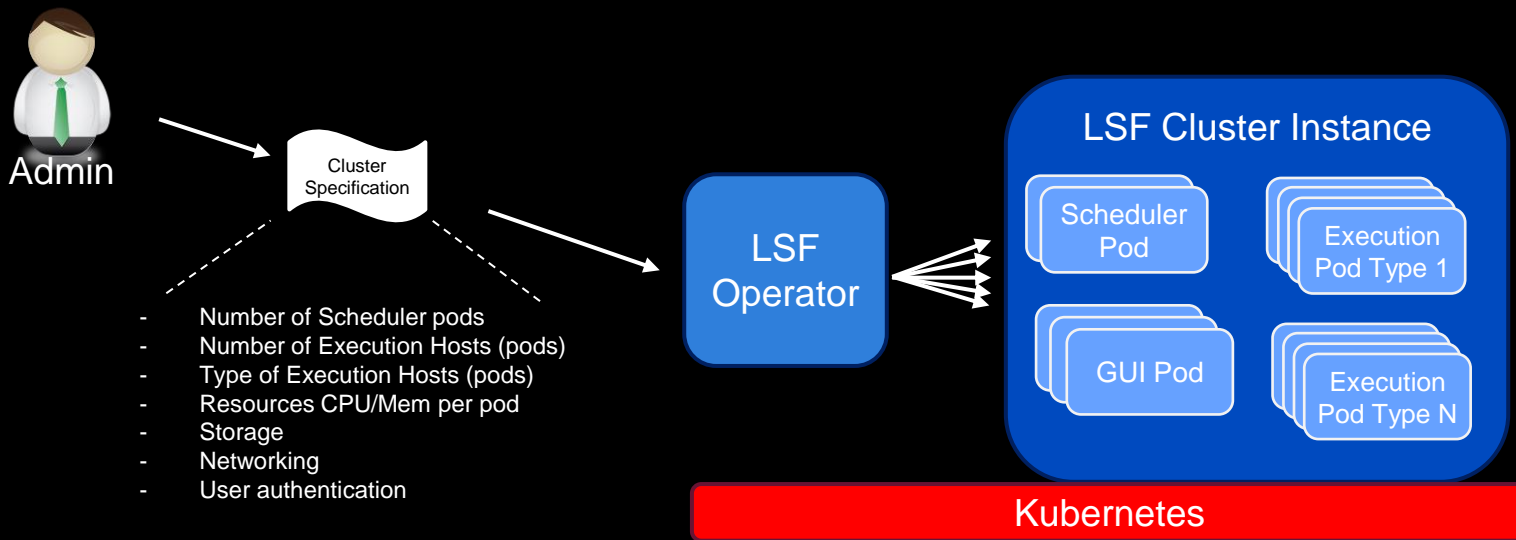 Admin
Cluster
Specification
- Number of Scheduler pods
- Number of Execution Hosts (pods)
- Type of Execution Hosts (pods)
- Resources CPU/Mem per pod
- Storage
- Networking
- User authentication
LSF
Operator
LSF Cluster Instance
Scheduler
Pod
Execution
Pod Type 1
GUI Pod
Execution
Pod Type N
Kubernetes